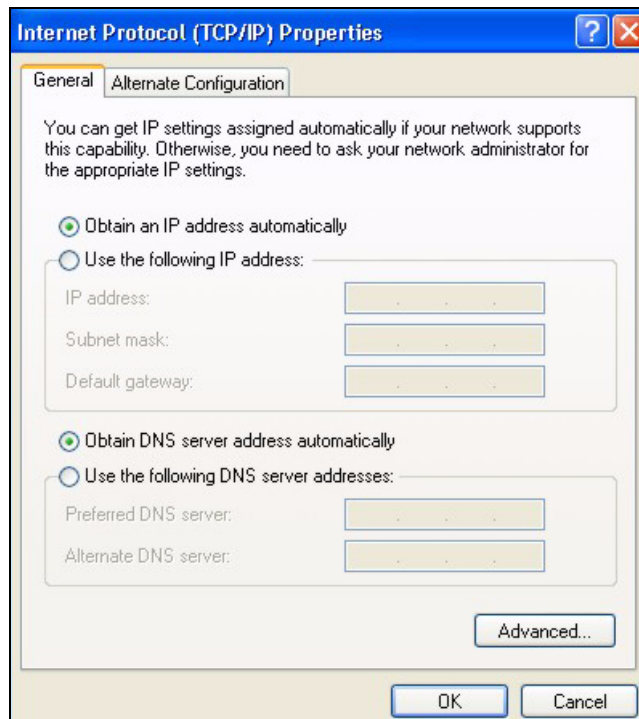 Internet Protocol (TCP/IP) Properties
General
Alternate Configuration
You can get IP settings assigned automatically if your network supports
this capability. Otherwise, you need to ask your network administrator for
the appropriate IP settings.
Obtain an IP address automatically
Use the following IP address:
IP address:
Subnet mask:
Default gateway:
Obtain DNS server address automatically
Use the following DNS server addresses:
Preferred DNS server:
Alternate DNS server:
Advanced...
OK
Cancel